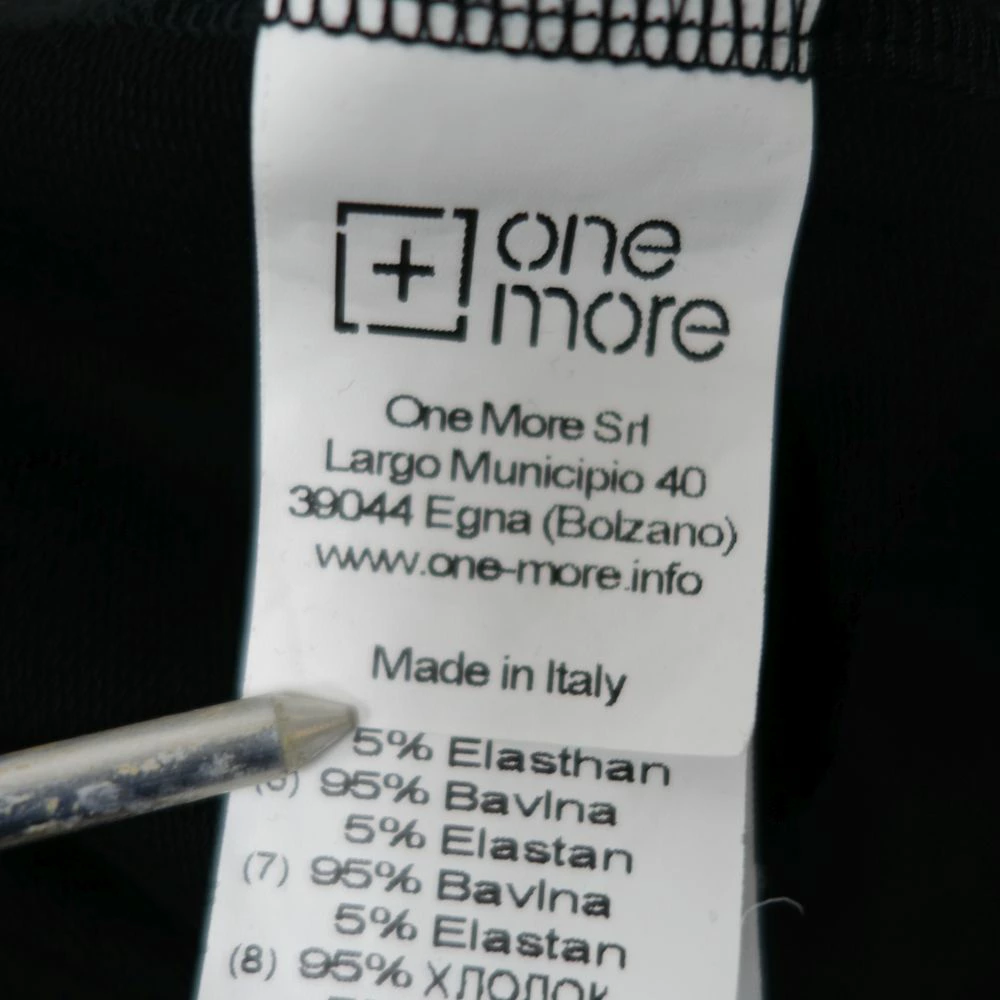 + one
more
One More Srl
Largo Municipio 40
39044 Egna (Bolzano)
www.one-more.info
Made in Italy
5% Elasthan
95% Bavlna
5% Elastan
(7) 95% Bavlna
5% Elastan
(8) 95% ХЛОПОК